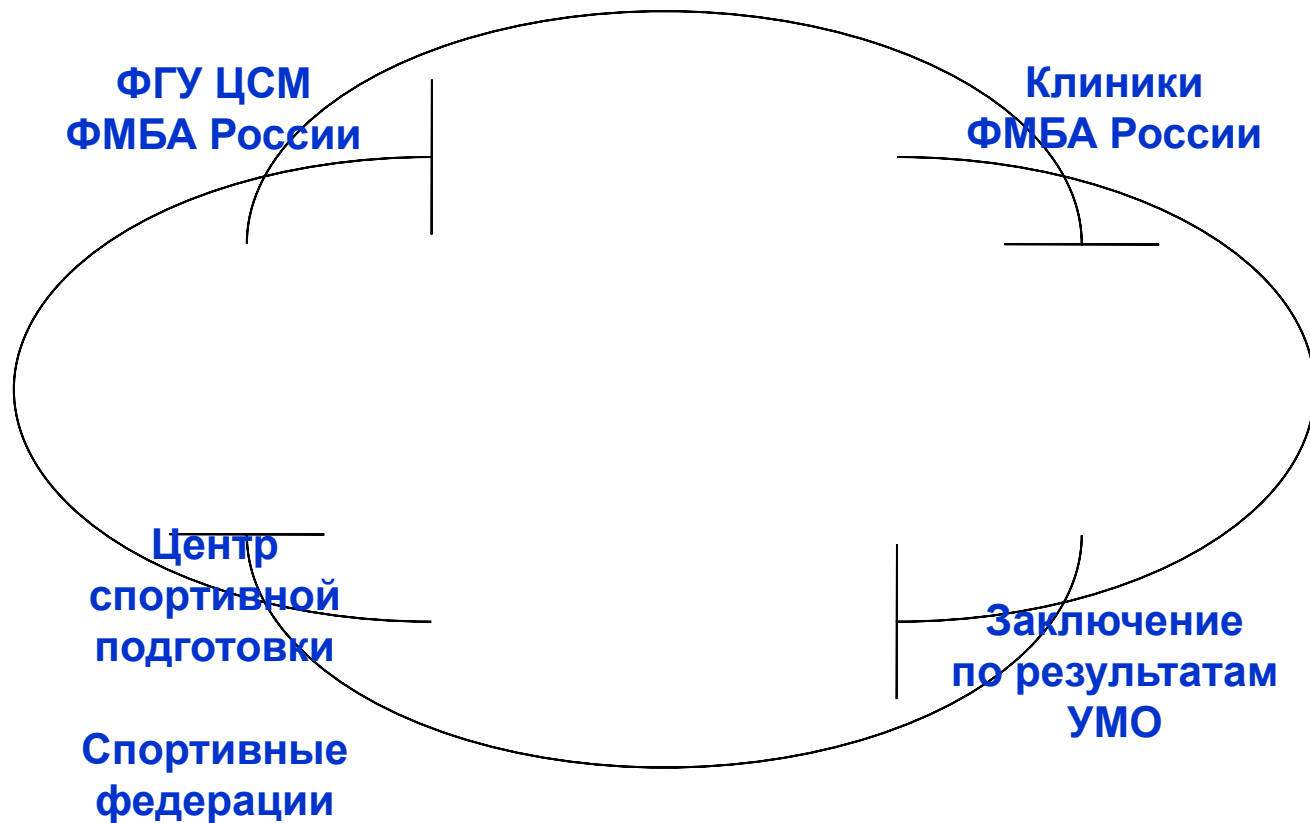 ФГУ ЦСМ
ФМБА России
Клиники
ФМБА России
Центр
спортивной
подготовки
Спортивные
федерации
Заключение
по результатам
УМО